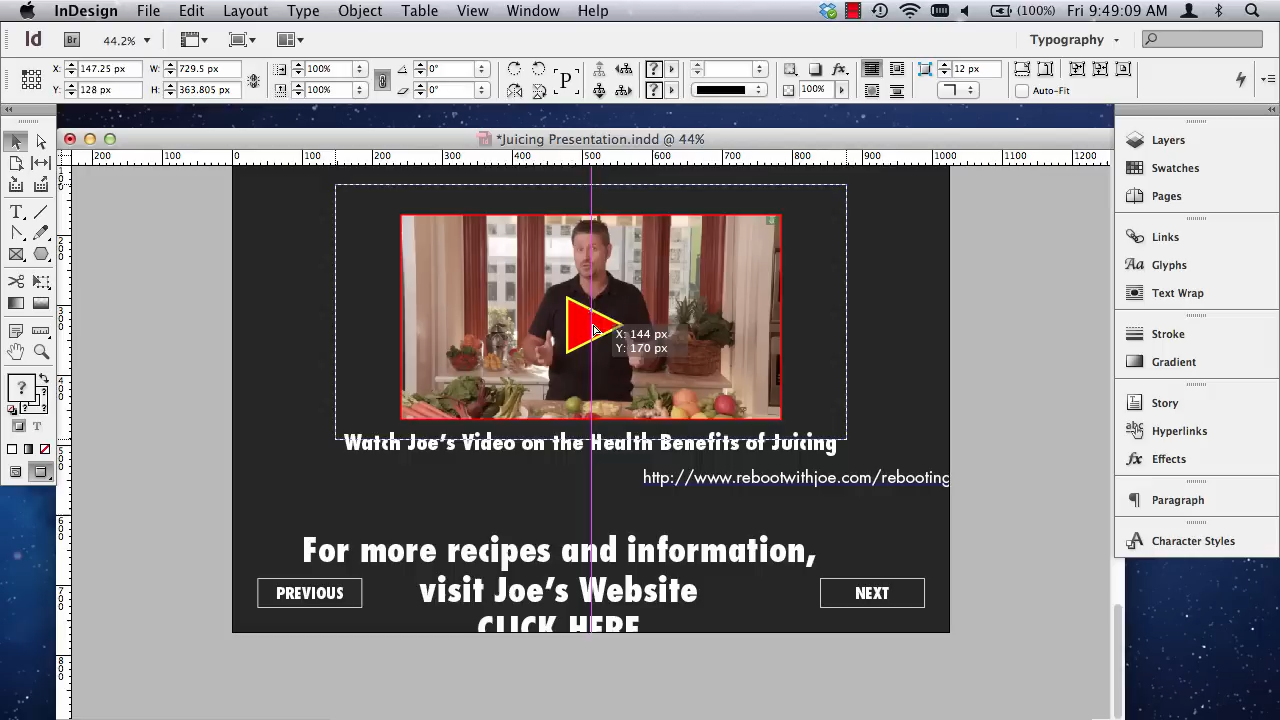 InDesign File Edit Layout Type Object Table View Window Help (100%) Fri 9:49:09 AM
Id Br 44.2% Typography
X: 147.25 px W: 729.5 px 100% 0° P ? 12 px
Y: 128 px H: 363.805 px 100% 0° ? 100% Auto-Fit
*Juicing Presentation.indd @ 44%
200 100 0 100 200 300 400 500 600 700 800 900 1000 1100 1200
Layers
Swatches
Pages
Links
Glyphs
Text Wrap
Stroke
Gradient
Story
Hyperlinks
Effects
Paragraph
Character Styles
X: 144 px
Y: 170 px
Watch Joe's Video on the Health Benefits of Juicing
http://www.rebootwithjoe.com/rebooting
For more recipes and information,
visit Joe's Website
CLICK HERE
PREVIOUS
NEXT